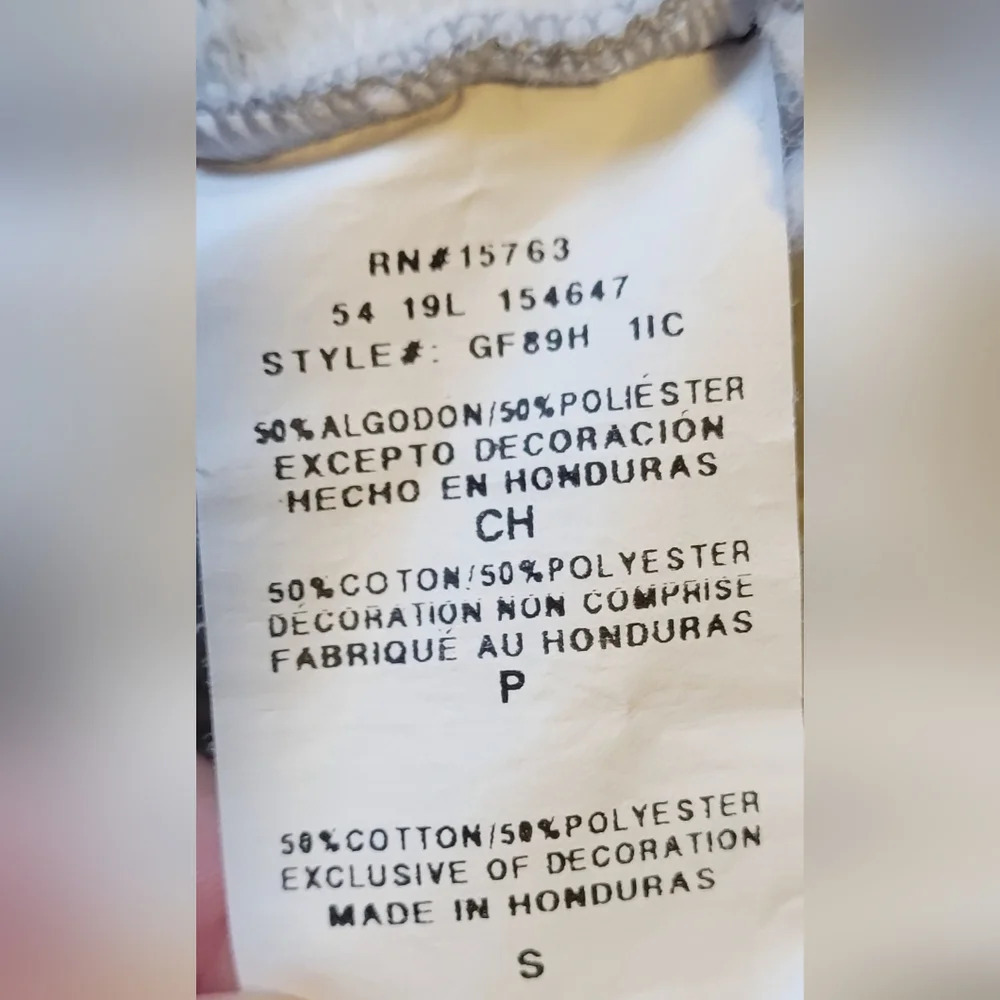 RN#15763
54 19L 154647
STYLE#: GF89H 1IC
50%ALGODÓN/50%POLIÉSTER
EXCEPTO DECORACIÓN
HECHO EN HONDURAS
CH
50%COTON/50%POLYESTER
DÉCORATION NON COMPRISE
FABRIQUÉ AU HONDURAS
P
50%COTTON/50%POLYESTER
EXCLUSIVE OF DECORATION
MADE IN HONDURAS
S